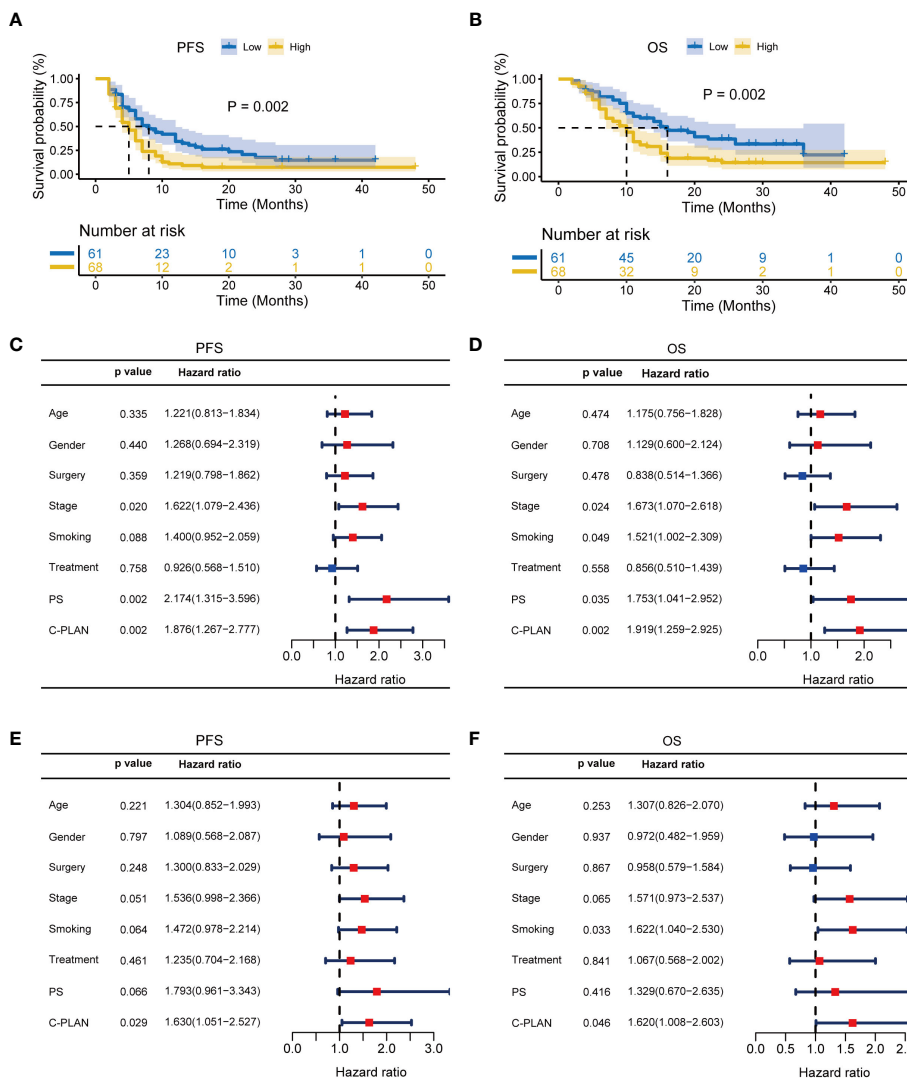 A
PFS Low High
Survival probability (%)
1.00
0.75
0.50
0.25
0.00
P = 0.002
0 10 20 30 40 50
Time (Months)
Number at risk
61 23 10 3 1 0
68 12 2 1 1 0
0 10 20 30 40 50
Time (Months)
B
OS Low High
Survival probability (%)
1.00
0.75
0.50
0.25
0.00
P = 0.002
0 10 20 30 40 50
Time (Months)
Number at risk
61 45 20 9 1 0
68 32 9 2 1 0
0 10 20 30 40 50
Time (Months)
C
PFS
p value Hazard ratio
Age 0.335 1.221(0.813−1.834)
Gender 0.440 1.268(0.694−2.319)
Surgery 0.359 1.219(0.798−1.862)
Stage 0.020 1.622(1.079−2.436)
Smoking 0.088 1.400(0.952−2.059)
Treatment 0.758 0.926(0.568−1.510)
PS 0.002 2.174(1.315−3.596)
C-PLAN 0.002 1.876(1.267−2.777)
0.0 1.0 2.0 3.0
Hazard ratio
D
OS
p value Hazard ratio
Age 0.474 1.175(0.756−1.828)
Gender 0.708 1.129(0.600−2.124)
Surgery 0.478 0.838(0.514−1.366)
Stage 0.024 1.673(1.070−2.618)
Smoking 0.049 1.521(1.002−2.309)
Treatment 0.558 0.856(0.510−1.439)
PS 0.035 1.753(1.041−2.952)
C-PLAN 0.002 1.919(1.259−2.925)
0.0 1.0 2.0
Hazard ratio
E
PFS
p value Hazard ratio
Age 0.221 1.304(0.852−1.993)
Gender 0.797 1.089(0.568−2.087)
Surgery 0.248 1.300(0.833−2.029)
Stage 0.051 1.536(0.998−2.366)
Smoking 0.064 1.472(0.978−2.214)
Treatment 0.461 1.235(0.704−2.168)
PS 0.066 1.793(0.961−3.343)
C-PLAN 0.029 1.630(1.051−2.527)
0.0 1.0 2.0 3.0
Hazard ratio
F
OS
p value Hazard ratio
Age 0.253 1.307(0.826−2.070)
Gender 0.937 0.972(0.482−1.959)
Surgery 0.867 0.958(0.579−1.584)
Stage 0.065 1.571(0.973−2.537)
Smoking 0.033 1.622(1.040−2.530)
Treatment 0.841 1.067(0.568−2.002)
PS 0.416 1.329(0.670−2.635)
C-PLAN 0.046 1.620(1.008−2.603)
0.0 0.5 1.0 1.5 2.0
Hazard ratio